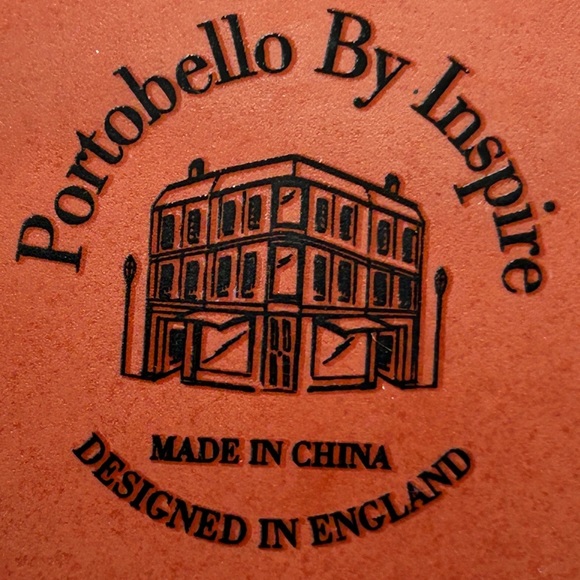 Portobello By Inspire
MADE IN CHINA
DESIGNED IN ENGLAND